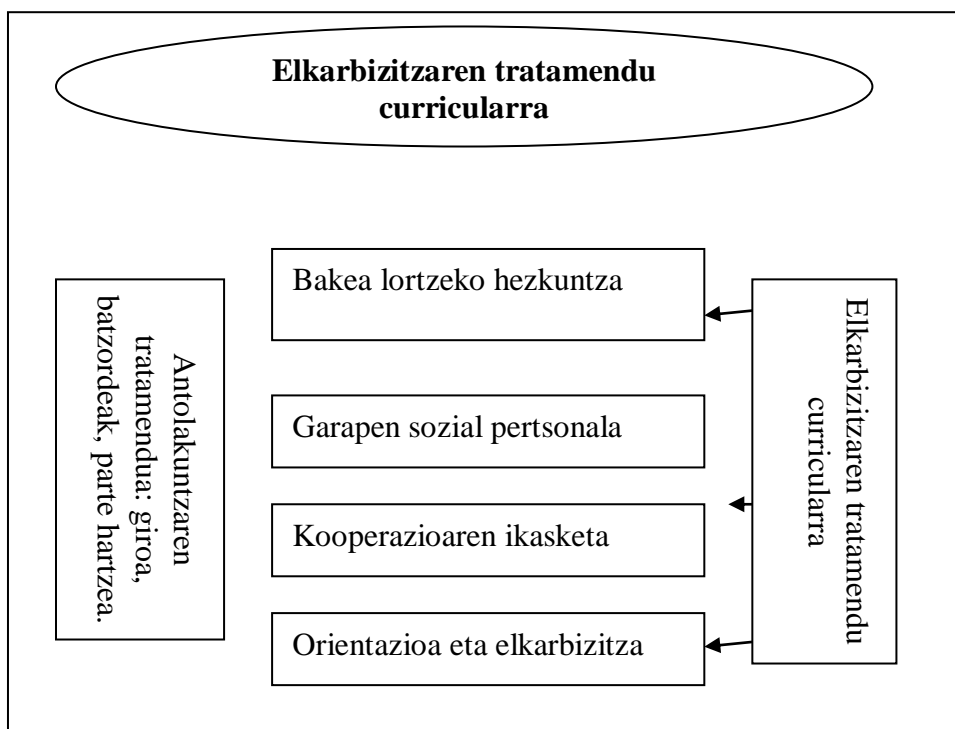 Elkarbizitzaren tratamendu
curricularra
Bakea lortzeko hezkuntza
Antolakuntzaren
tratamendua: giroa,
batzordeak, parte hartzea.
Garapen sozial pertsonala
Kooperazioaren ikasketa
Orientazioa eta elkarbizitza
Elkarbizitzaren tratamendu
curricularra